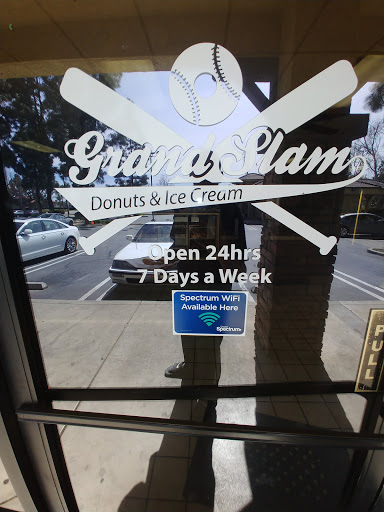 Grand Slam
Donuts & Ice Cream
Open 24hrs
7 Days a Week
Spectrum WiFi
Available Here
Spectrum
PULL